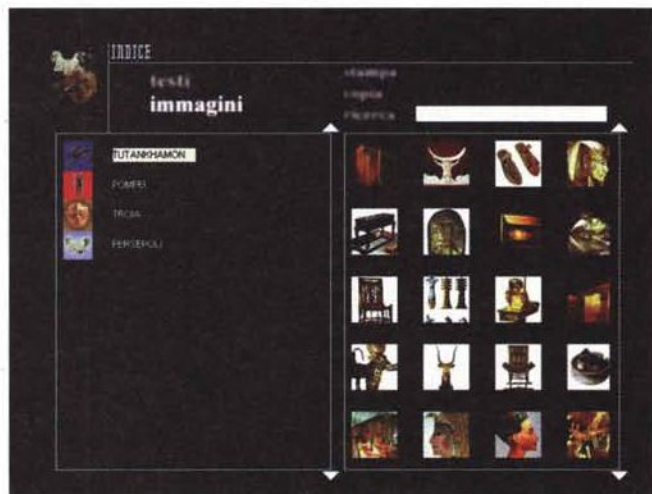 INDICE
testi
immagini
stampa
copia
ricerca
TUTANKHAMON
POMPEI
TROIA
PERSEPOLI